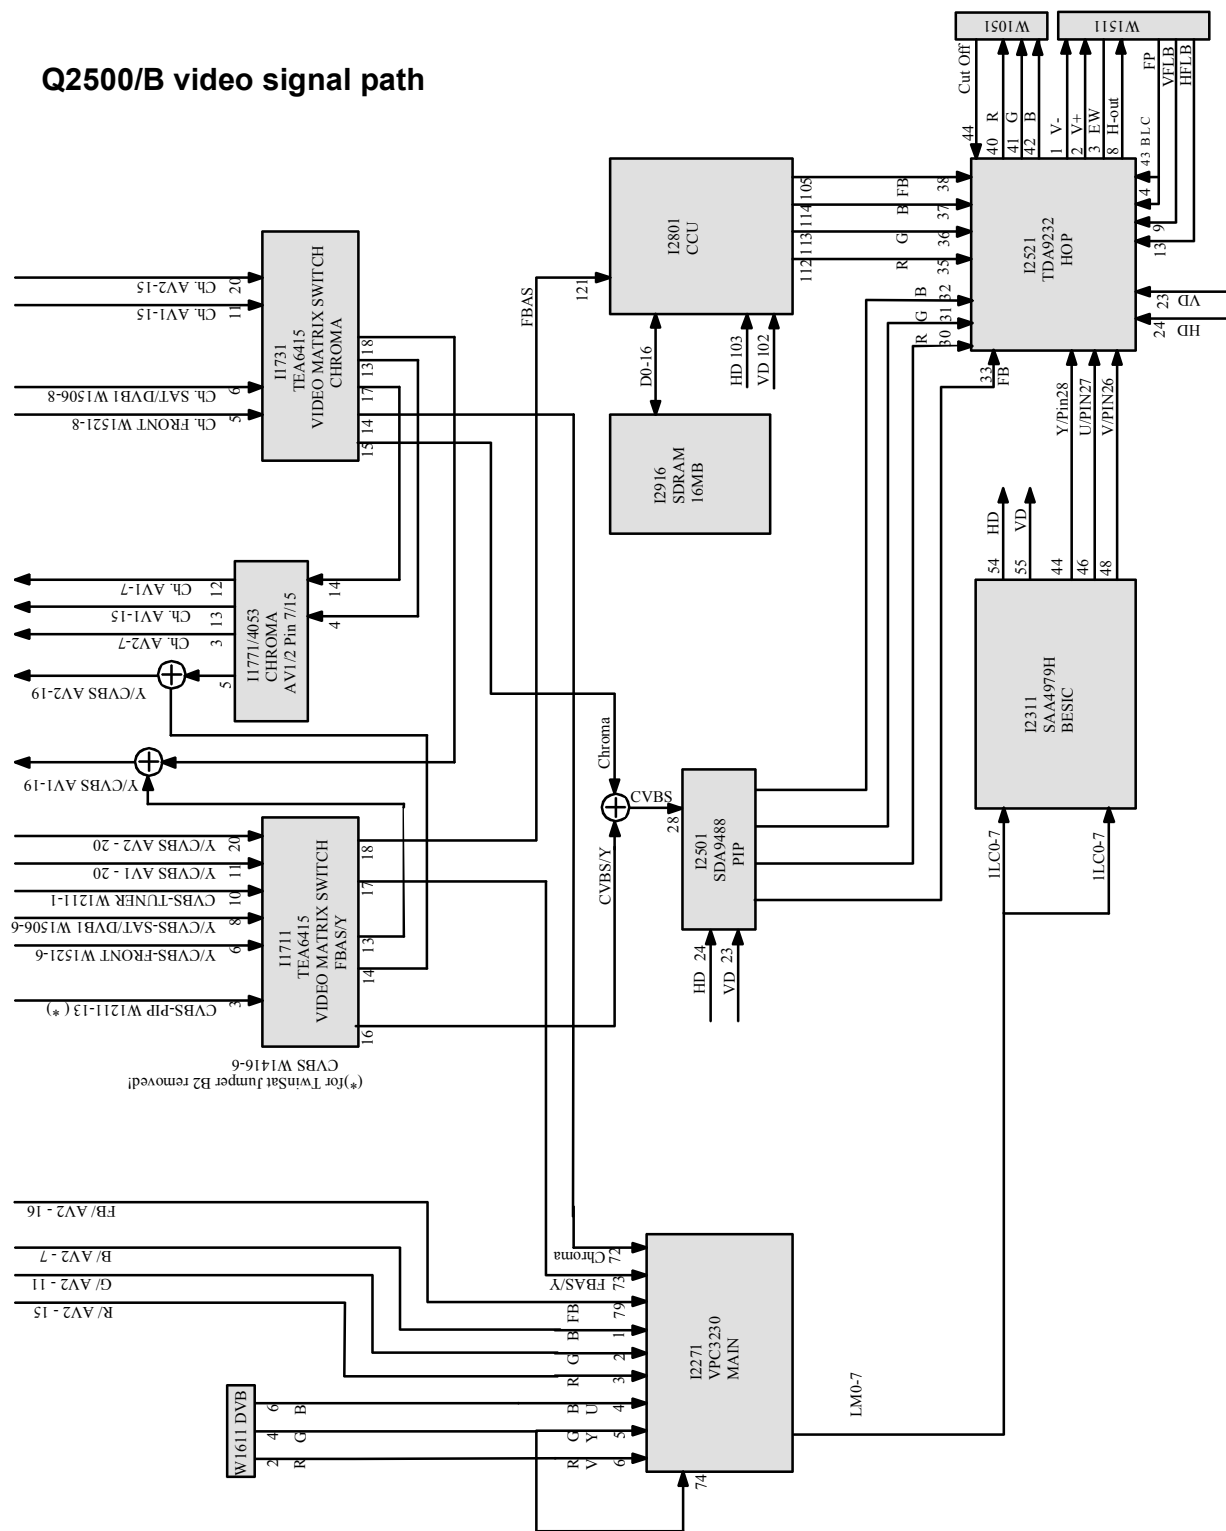 Q2500/B video signal path
W1051
W1511
Cut Off
FP
VFLB
HFLB
44
40 R
41 G
42 B
1 V-
2 V+
3 EW
8 H-out
43 BLC
4
9
13
I2521
TDA9232
HOP
23
VD
24
HD
38
37
36
35
32
31
30
33
FB
FB
B
G
R
B
G
R
105
114
113
112
I2801
CCU
121
FBAS
D0-16
HD 103
VD 102
I2916
SDRAM
16MB
Ch. AV2-15
20
Ch. AV1-15
11
Ch. SAT/DVB1 W1506-8
6
Ch. FRONT W1521-8
5
I1731
TEA6415
VIDEO MATRIX SWITCH
CHROMA
18
13
17
14
15
Ch. AV1-7
12
Ch. AV1-15
13
Ch. AV2-7
3
Y/CVBS AV2-19
5
I1771/4053
CHROMA
AV1/2 Pin 7/15
14
4
Y/CVBS AV1-19
Y/CVBS AV2 - 20
20
Y/CVBS AV1 - 20
11
CVBS-TUNER W1211-1
10
Y/CVBS-SAT/DVB1 W1506-6
8
Y/CVBS-FRONT W1521-6
6
CVBS-PIP W1211-13 (*)
3
I1711
TEA6415
VIDEO MATRIX SWITCH
FBAS/Y
18
17
13
14
16
CVBS W1416-6
(*)for TwinSat Jumper B2 removed!
Chroma
CVBS
CVBS/Y
28
I2501
SDA9488
PIP
HD 24
VD 23
Y/Pin28
U/PIN27
V/PIN26
HD
VD
54
55
44
46
48
I2311
SAA4979H
BESIC
1LC0-7
1LC0-7
FB/ AV2 - 16
B/ AV2 - 7
G/ AV2 - 11
R/ AV2 - 15
Chroma
72
FBAS/Y
73
FB 79
B 1
G 2
R 3
B U 4
G Y 5
R V 6
74
I2271
VPC3230
MAIN
LM0-7
W1611 DVB
6 B
4 G
2 R